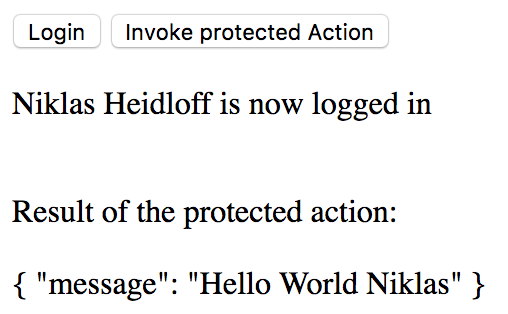 Login Invoke protected Action
Niklas Heidloff is now logged in
Result of the protected action:
{ "message": "Hello World Niklas" }